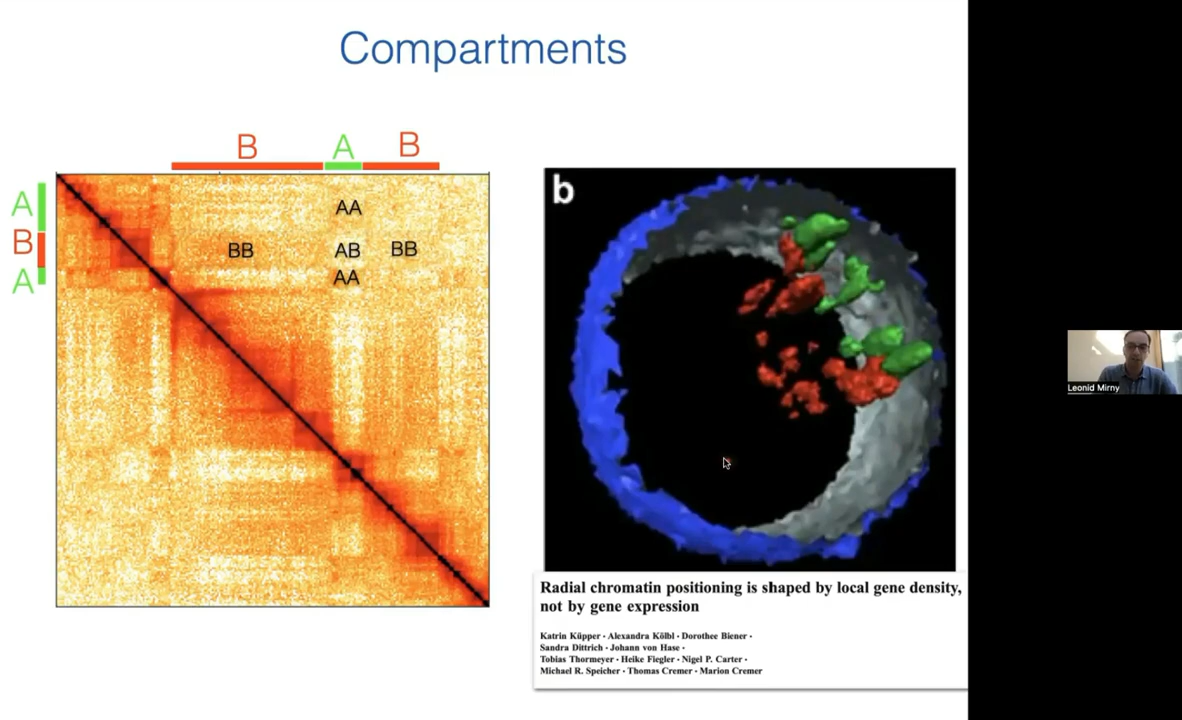 Compartments
B A B
A
B
A
AA
BB AB BB
AA
b
Radial chromatin positioning is shaped by local gene density,
not by gene expression
Katrin Küpper · Alexandra Kölbl · Dorothee Biener ·
Sandra Dittrich · Johann von Hase ·
Tobias Thormeyer · Heike Fiegler · Nigel P. Carter ·
Michael R. Speicher · Thomas Cremer · Marion Cremer
Leonid Mirny